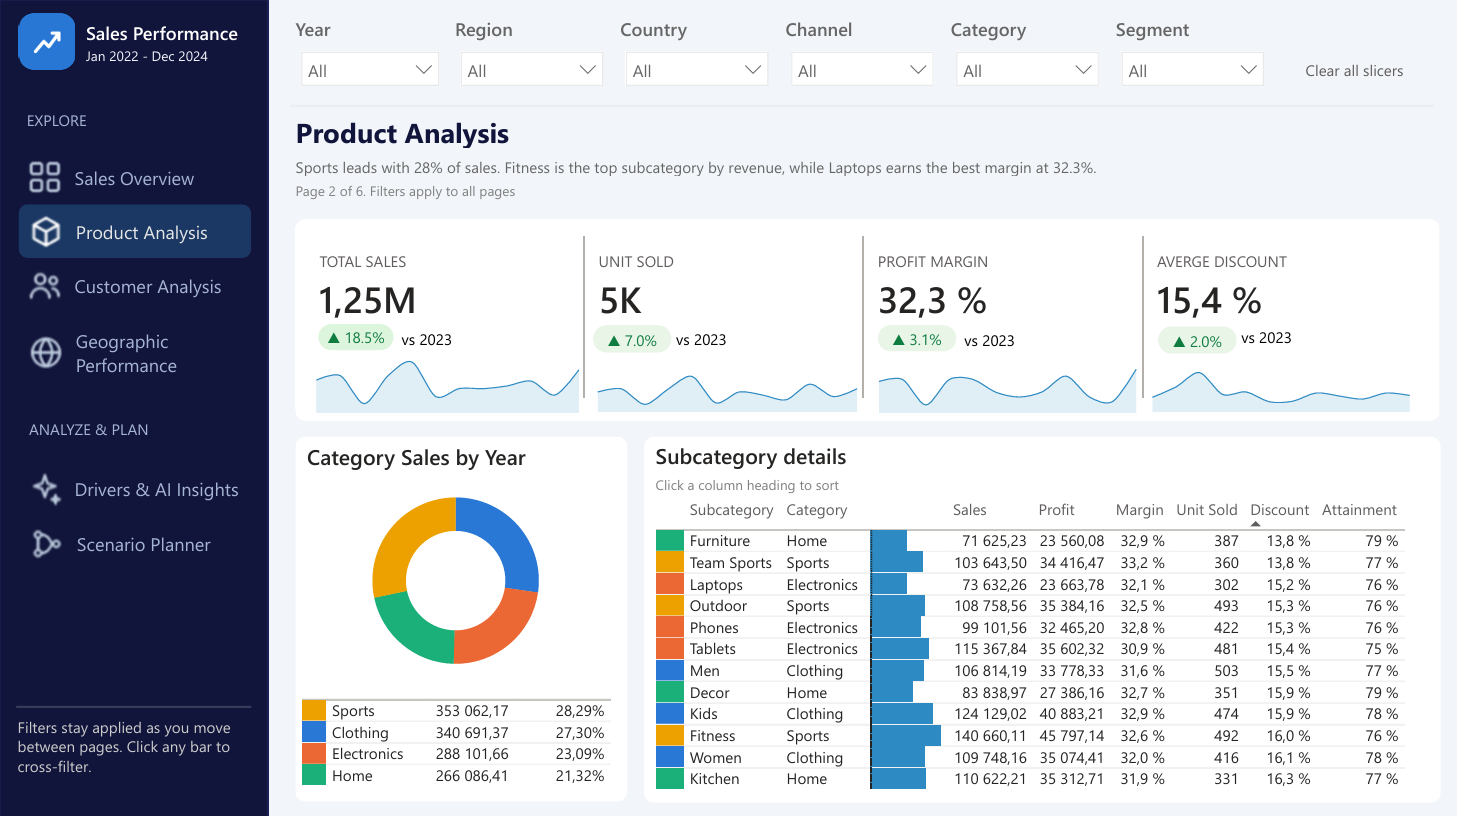 Sales Performance
Jan 2022 - Dec 2024
EXPLORE
Sales Overview
Product Analysis
Customer Analysis
Geographic
Performance
ANALYZE & PLAN
Drivers & AI Insights
Scenario Planner
Filters stay applied as you move
between pages. Click any bar to
cross-filter.
Year Region Country Channel Category Segment
All All All All All All Clear all slicers
Product Analysis
Sports leads with 28% of sales. Fitness is the top subcategory by revenue, while Laptops earns the best margin at 32.3%.
Page 2 of 6. Filters apply to all pages
TOTAL SALES
1,25M
▲ 18.5% vs 2023
UNIT SOLD
5K
▲ 7.0% vs 2023
PROFIT MARGIN
32,3 %
▲ 3.1% vs 2023
AVERGE DISCOUNT
15,4 %
▲ 2.0% vs 2023
Category Sales by Year
Sports 353 062,17 28,29%
Clothing 340 691,37 27,30%
Electronics 288 101,66 23,09%
Home 266 086,41 21,32%
Subcategory details
Click a column heading to sort
Subcategory Category Sales Profit Margin Unit Sold Discount Attainment
Furniture Home 71 625,23 23 560,08 32,9 % 387 13,8 % 79 %
Team Sports Sports 103 643,50 34 416,47 33,2 % 360 13,8 % 77 %
Laptops Electronics 73 632,26 23 663,78 32,1 % 302 15,2 % 76 %
Outdoor Sports 108 758,56 35 384,16 32,5 % 493 15,3 % 76 %
Phones Electronics 99 101,56 32 465,20 32,8 % 422 15,3 % 76 %
Tablets Electronics 115 367,84 35 602,32 30,9 % 481 15,4 % 75 %
Men Clothing 106 814,19 33 778,33 31,6 % 503 15,5 % 77 %
Decor Home 83 838,97 27 386,16 32,7 % 351 15,9 % 79 %
Kids Clothing 124 129,02 40 883,21 32,9 % 474 15,9 % 78 %
Fitness Sports 140 660,11 45 797,14 32,6 % 492 16,0 % 76 %
Women Clothing 109 748,16 35 074,41 32,0 % 416 16,1 % 78 %
Kitchen Home 110 622,21 35 312,71 31,9 % 331 16,3 % 77 %